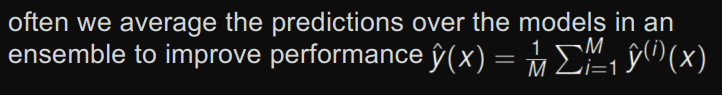 often we average the predictions over the models in an
ensemble to improve performance ŷ(x) = 1/M ∑_{i=1}^{M} ŷ^{(i)}(x)